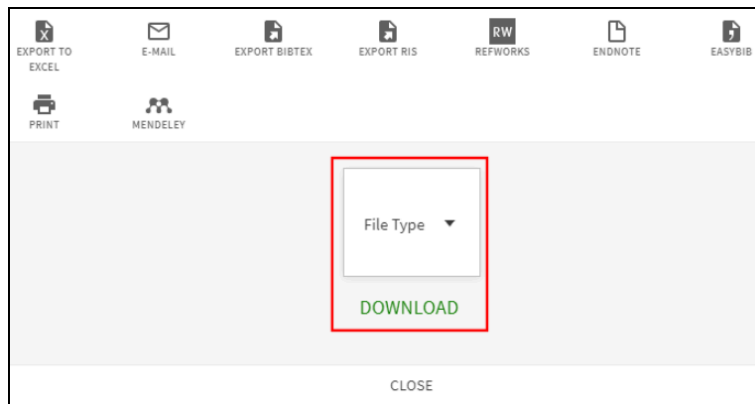 EXPORT TO EXCEL
E-MAIL
EXPORT BIBTEX
EXPORT RIS
RW
REFWORKS
ENDNOTE
EASYBIB
PRINT
MENDELEY
File Type
DOWNLOAD
CLOSE